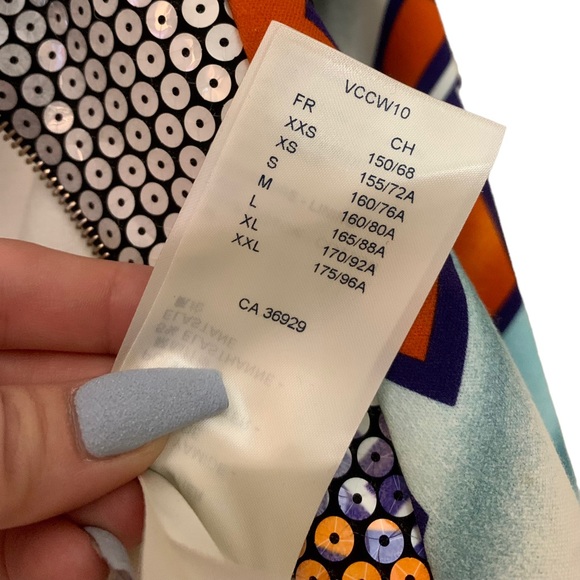 VCCW10
FR CH
XXS 150/68
XS 155/72A
S 160/76A
M 160/80A
L 165/88A
XL 170/92A
XXL 175/96A
CA 36929
ELASTANE